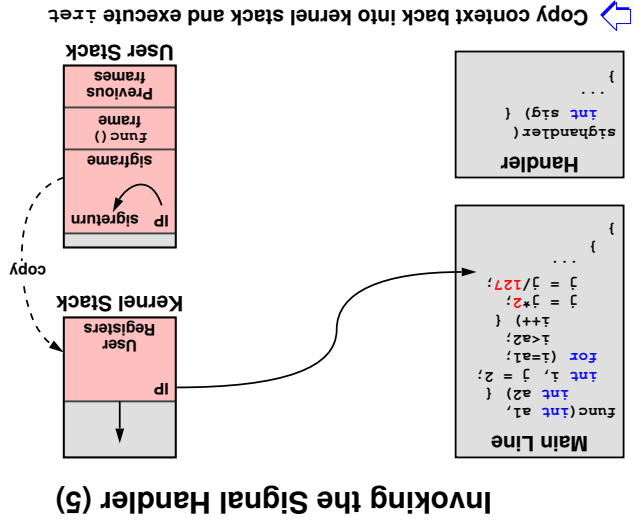 Invoking the Signal Handler (5)
Main Line
func(int a1,
int a2) {
int i, j = 2;
for (i=a1;
i<a2;
i++) {
j = j*2;
j = j/127;
...
}
}
IP
User
Registers
Kernel Stack
copy
Handler
sighandler(
int sig) {
...
}
IP sigreturn
sigframe
func()
frame
Previous
frames
User Stack
Copy context back into kernel stack and execute iret